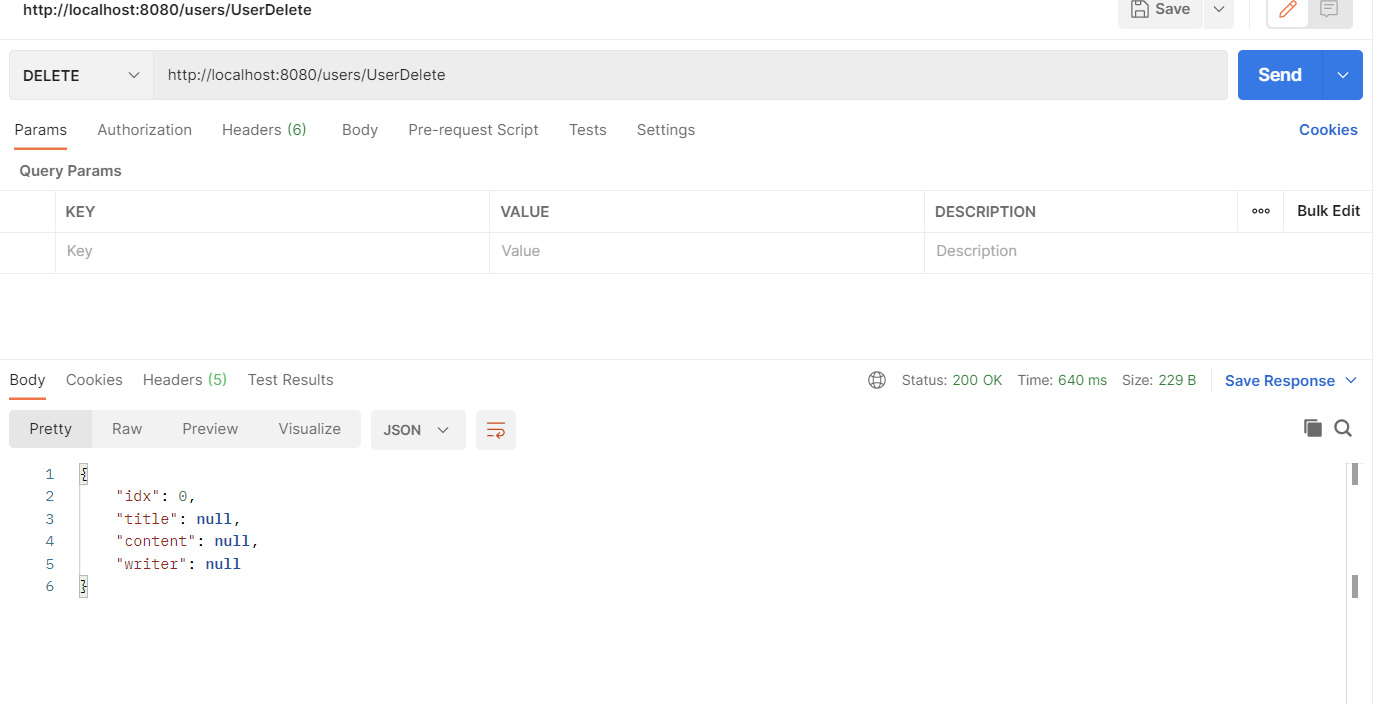 http://localhost:8080/users/UserDelete Save
DELETE http://localhost:8080/users/UserDelete Send
Params Authorization Headers (6) Body Pre-request Script Tests Settings Cookies
Query Params
KEY VALUE DESCRIPTION ooo Bulk Edit
Key Value Description
Body Cookies Headers (5) Test Results Status: 200 OK Time: 640 ms Size: 229 B Save Response
Pretty Raw Preview Visualize JSON
1 {
2 "idx": 0,
3 "title": null,
4 "content": null,
5 "writer": null
6 }